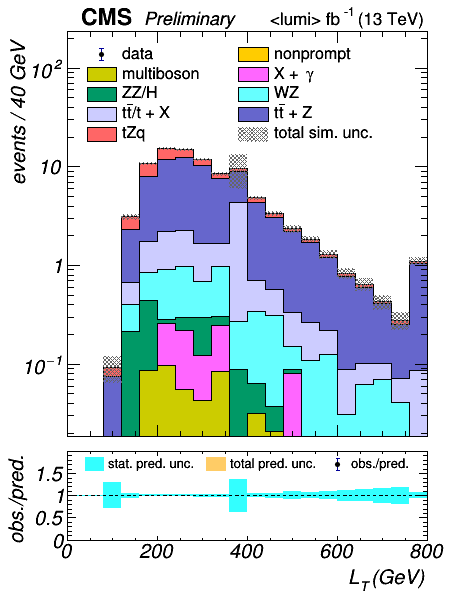 CMS Preliminary <lumi> fb⁻¹ (13 TeV)
events / 40 GeV
10²
10
1
10⁻¹
data
nonprompt
multiboson
X + γ
ZZ/H
WZ
tt̄/t + X
tt̄ + Z
tZq
total sim. unc.
obs./pred.
1.5
1
0.5
0
stat. pred. unc. total pred. unc. obs./pred.
0 200 400 600 800
L_T(GeV)